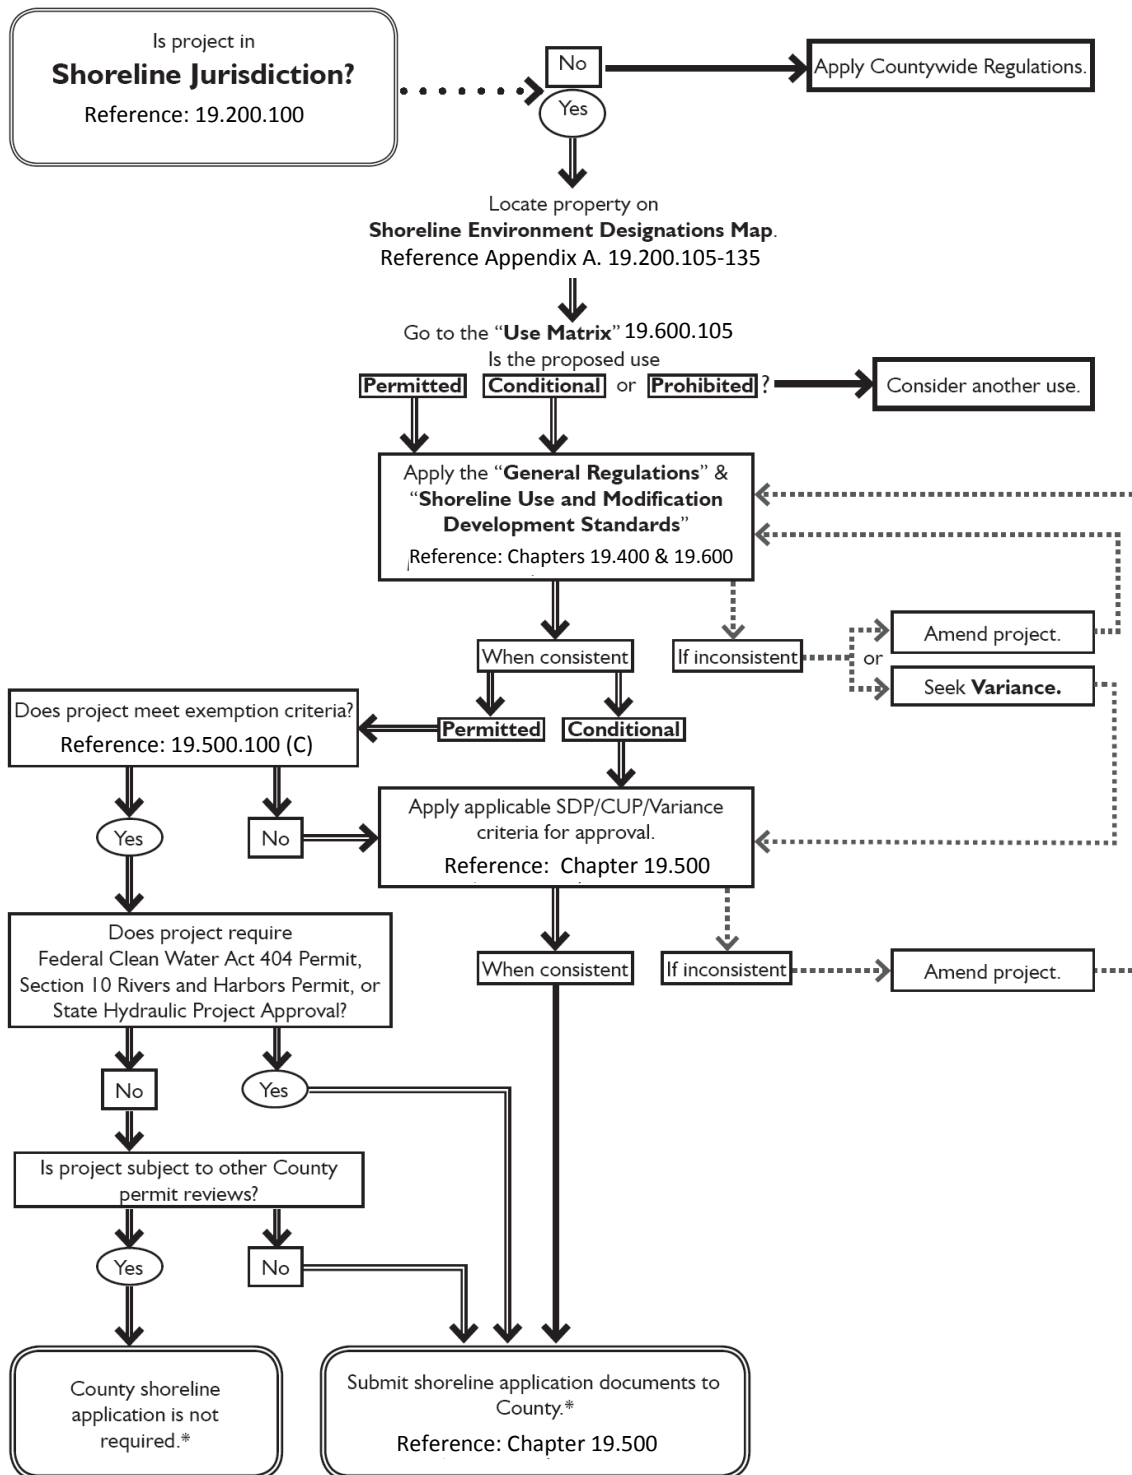 Is project in
Shoreline Jurisdiction?
Reference: 19.200.100
No
Yes
Apply Countywide Regulations.
Locate property on
Shoreline Environment Designations Map.
Reference Appendix A. 19.200.105-135
Go to the “Use Matrix” 19.600.105
Is the proposed use
Permitted Conditional or Prohibited ?
Consider another use.
Apply the “General Regulations” &
“Shoreline Use and Modification
Development Standards”
Reference: Chapters 19.400 & 19.600
When consistent
If inconsistent
or
Amend project.
Seek Variance.
Permitted
Conditional
Does project meet exemption criteria?
Reference: 19.500.100 (C)
Yes
No
Apply applicable SDP/CUP/Variance
criteria for approval.
Reference: Chapter 19.500
When consistent
If inconsistent
Amend project.
Does project require
Federal Clean Water Act 404 Permit,
Section 10 Rivers and Harbors Permit, or
State Hydraulic Project Approval?
No
Yes
Is project subject to other County
permit reviews?
Yes
No
County shoreline
application is not
required.*
Submit shoreline application documents to
County.*
Reference: Chapter 19.500